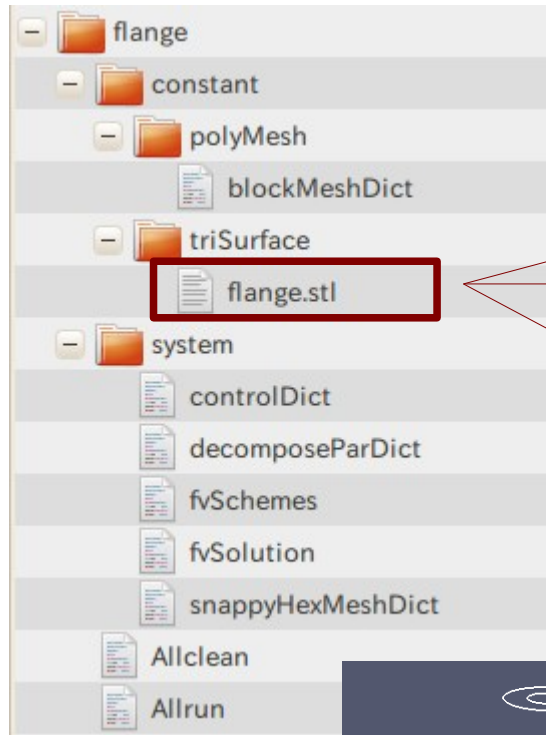 flange
constant
polyMesh
blockMeshDict
triSurface
flange.stl
system
controlDict
decomposeParDict
fvSchemes
fvSolution
snappyHexMeshDict
Allclean
Allrun